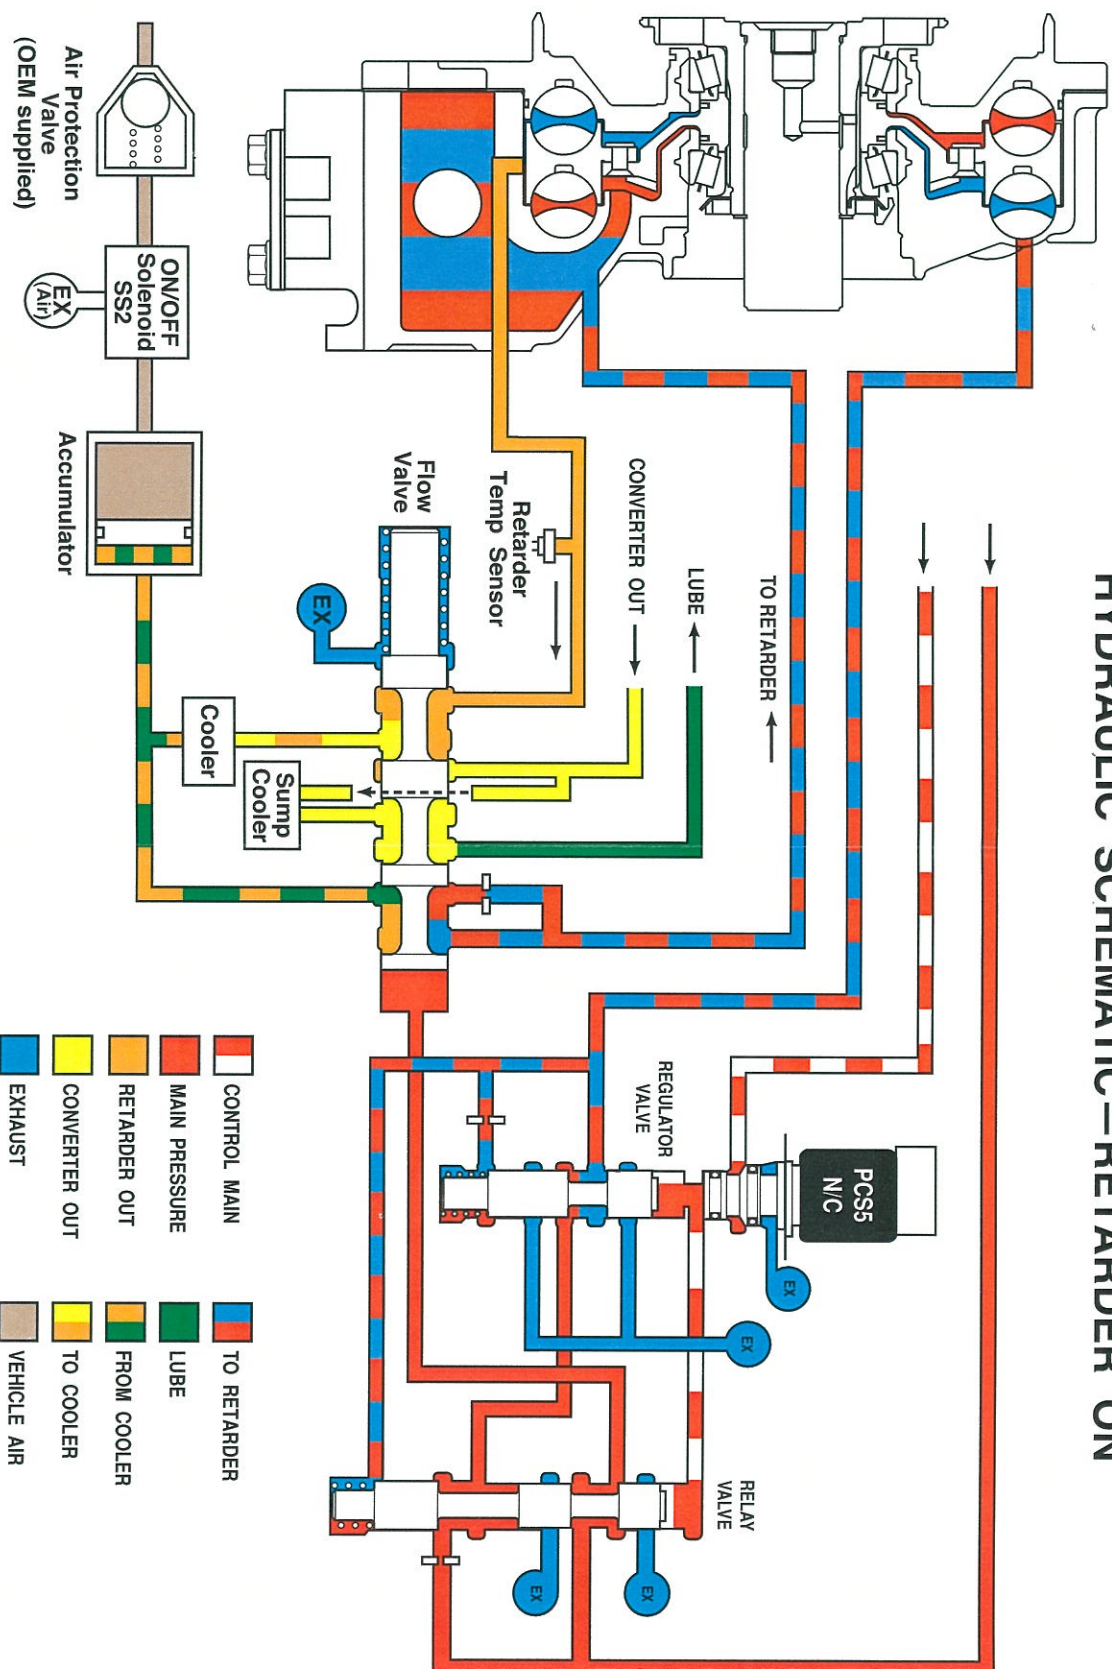 HYDRAULIC SCHEMATIC—RETARDER ON
PCS5
N/C
EX
EX
REGULATOR
VALVE
RELAY
VALVE
EX
EX
TO RETARDER
LUBE
CONVERTER OUT
Retarder
Temp Sensor
Flow
Valve
EX
Sump
Cooler
Cooler
Air Protection
Valve
(OEM supplied)
ON/OFF
Solenoid
SS2
EX
(Air)
Accumulator
CONTROL MAIN
MAIN PRESSURE
RETARDER OUT
CONVERTER OUT
EXHAUST
TO RETARDER
LUBE
FROM COOLER
TO COOLER
VEHICLE AIR